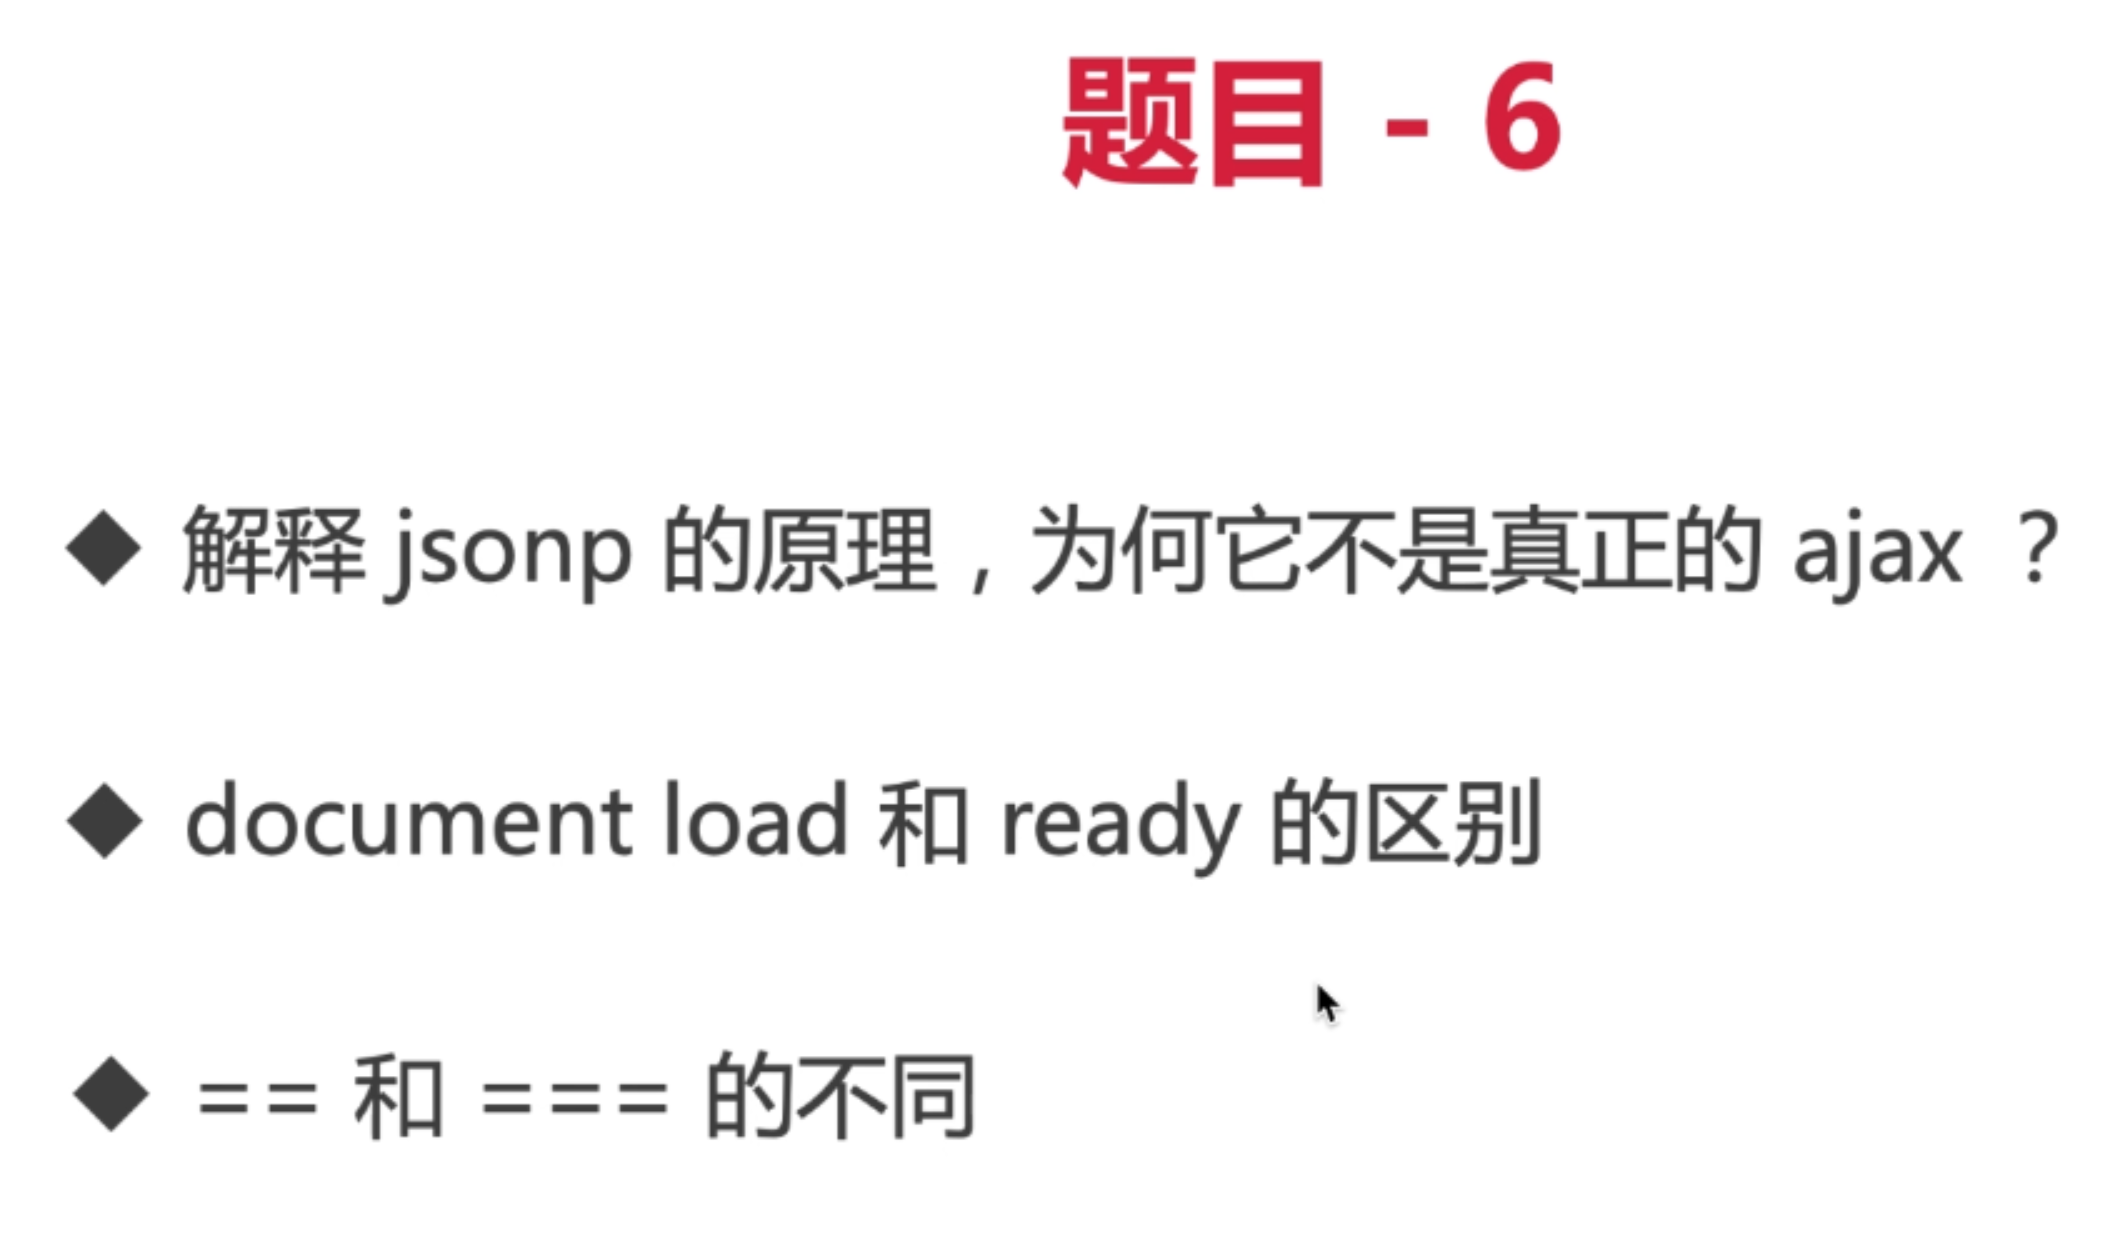 题目 - 6
◆ 解释 jsonp 的原理，为何它不是真正的 ajax ？
◆ document load 和 ready 的区别
◆ == 和 === 的不同